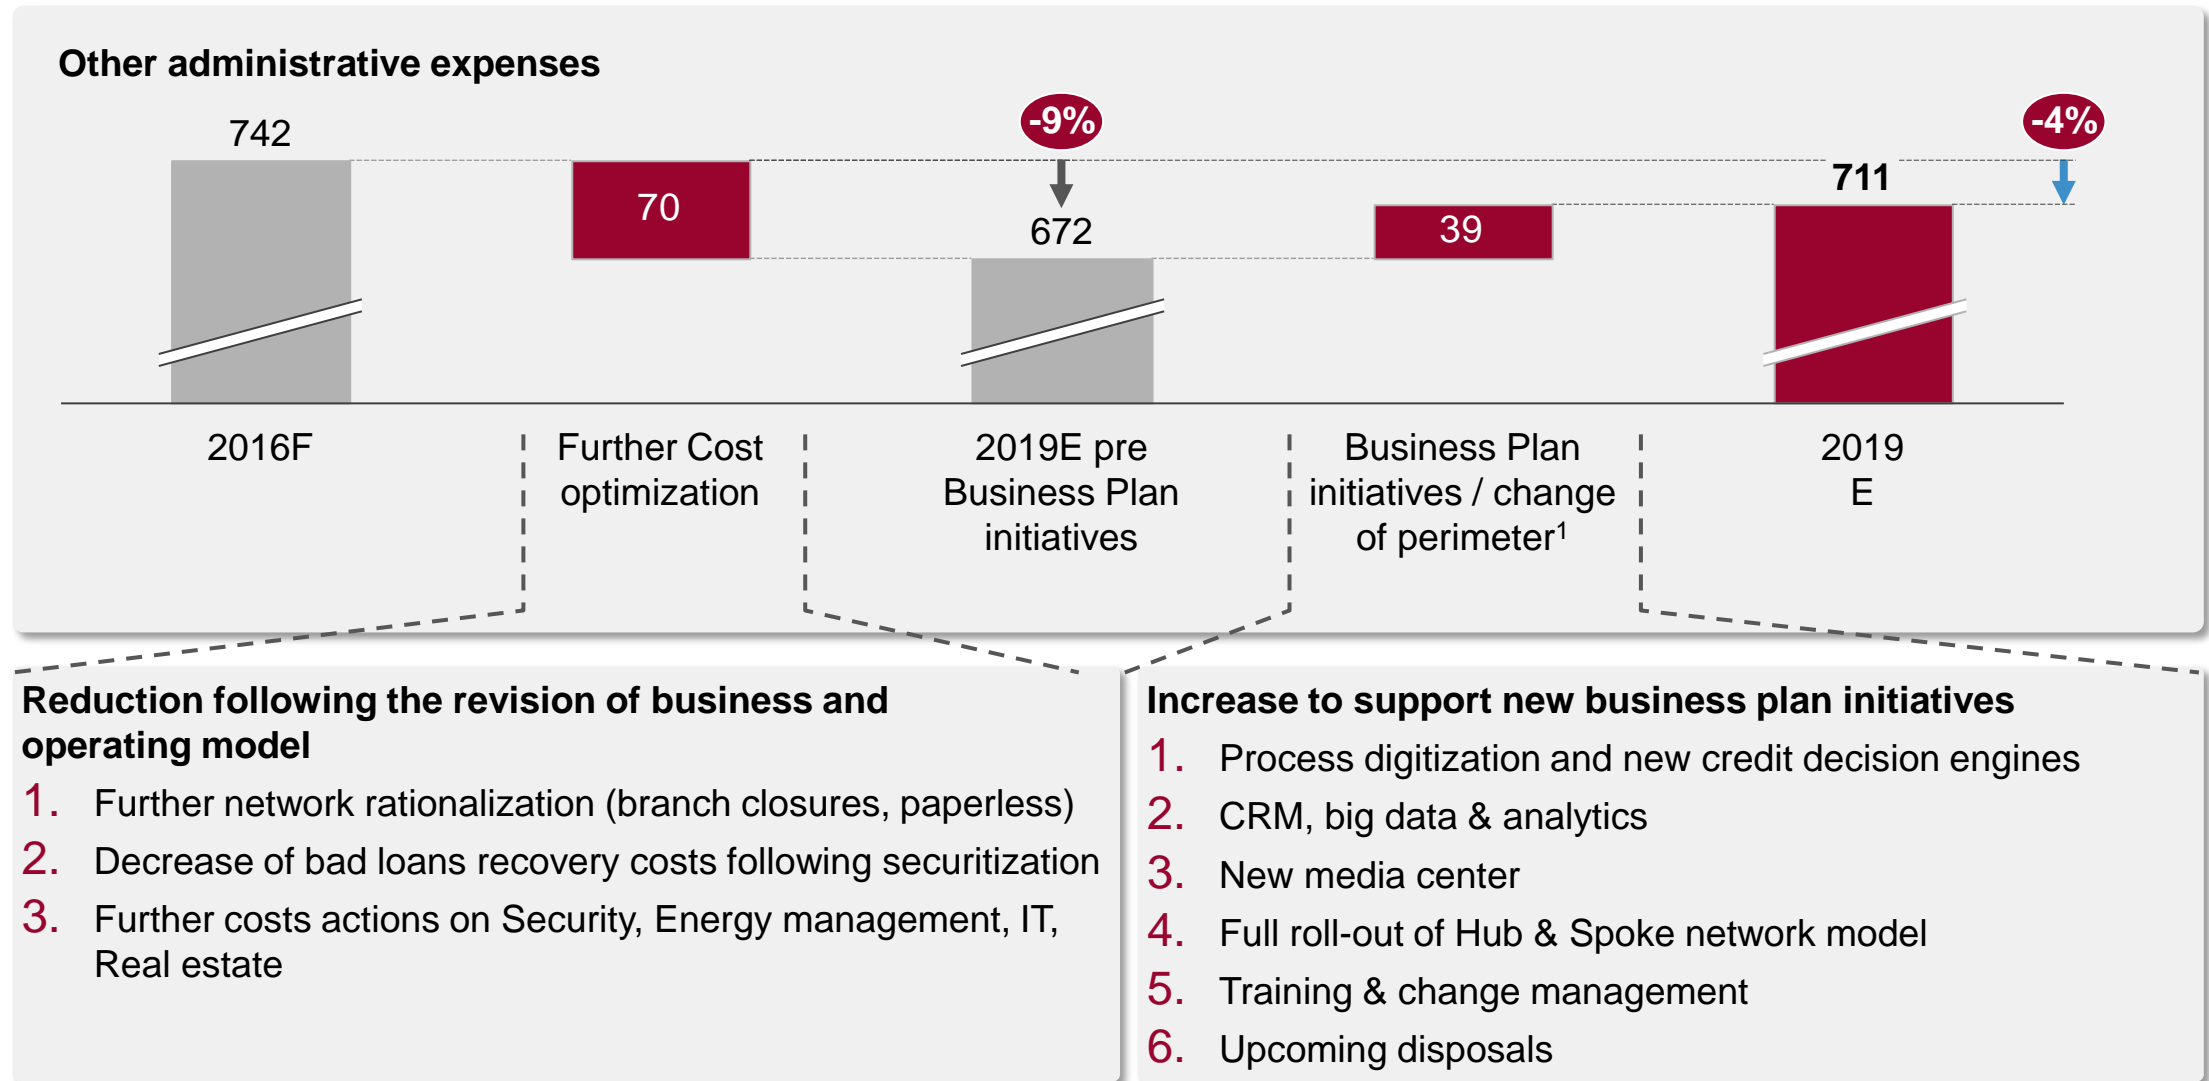 Other administrative expenses
742
-9%
-4%
70
672
39
711
2016F
Further Cost
optimization
2019E pre
Business Plan
initiatives
Business Plan
initiatives / change
of perimeter¹
2019
E
Reduction following the revision of business and
operating model
1. Further network rationalization (branch closures, paperless)
2. Decrease of bad loans recovery costs following securitization
3. Further costs actions on Security, Energy management, IT,
Real estate
Increase to support new business plan initiatives
1. Process digitization and new credit decision engines
2. CRM, big data & analytics
3. New media center
4. Full roll-out of Hub & Spoke network model
5. Training & change management
6. Upcoming disposals